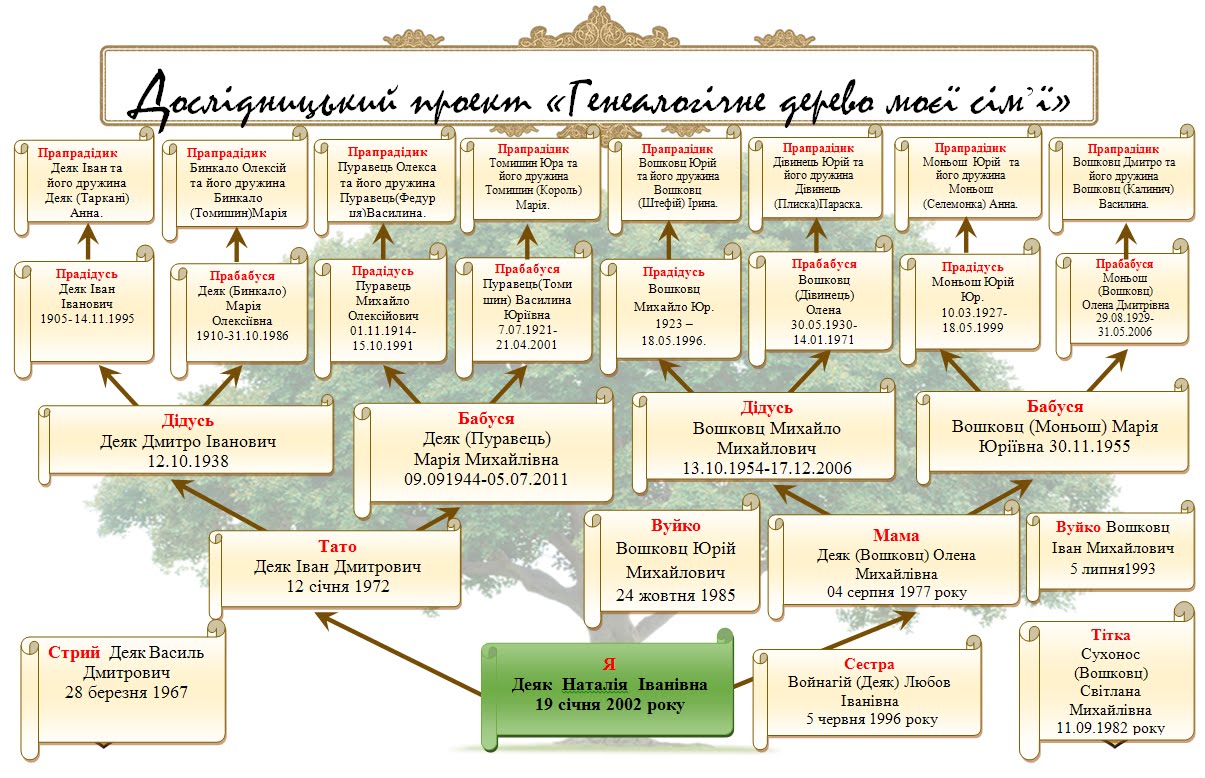 Дослідницький проект «Генеалогічне дерево моєї сім’ї»
Прапрадідик
Деяк Іван та
його дружина
Деяк (Таркані)
Анна.
Прапрадідик
Бинкало Олексій
та його дружина
Бинкало
(Томишин)Марія
Прапрадідик
Пуравець Олекса
та його дружина
Пуравець(Федур
ця)Василина.
Прапрадідик
Томишин Юра та
його дружина
Томишин (Король)
Марія.
Прапрадідик
Вошковц Юрій
та його дружина
Вошковц
(Штефій) Ірина.
Прапрадідик
Дівинець Юрій та
його дружина
Дівинець
(Плиска)Параска.
Прапрадідик
Моньош Юрій та
його дружина
Моньош
(Селемонка) Анна.
Прапрадідик
Вошковц Дмитро та
його дружина
Вошковц (Калинич)
Василина.
Прадідусь
Деяк Іван
Іванович
1905-14.11.1995
Прабабуся
Деяк (Бинкало)
Марія
Олексіївна
1910-31.10.1986
Прадідусь
Пуравець
Михайло
Олексійович
01.11.1914-
15.10.1991
Прабабуся
Пуравець(Томи
шин) Василина
Юріївна
7.07.1921-
21.04.2001
Прадідусь
Вошковц
Михайло Юр.
1923 –
18.05.1996.
Прабабуся
Вошковц
(Дівинець)
Олена
30.05.1930-
14.01.1971
Прадідусь
Моньош Юрій
Юр.
10.03.1927-
18.05.1999
Прабабуся
Моньош
(Вошковц)
Олена Дмитрівна
29.08.1929-
31.05.2006
Дідусь
Деяк Дмитро Іванович
12.10.1938
Бабуся
Деяк (Пуравець)
Марія Михайлівна
09.091944-05.07.2011
Дідусь
Вошковц Михайло
Михайлович
13.10.1954-17.12.2006
Бабуся
Вошковц (Моньош) Марія
Юріївна 30.11.1955
Тато
Деяк Іван Дмитрович
12 січня 1972
Вуйко
Вошковц Юрій
Михайлович
24 жовтня 1985
Мама
Деяк (Вошковц) Олена
Михайлівна
04 серпня 1977 року
Вуйко Вошковц
Іван Михайлович
5 липня1993
Стрий Деяк Василь
Дмитрович
28 березня 1967
Я
Деяк Наталія Іванівна
19 січня 2002 року
Сестра
Войнагій (Деяк) Любов
Іванівна
5 червня 1996 року
Тітка
Сухонос
(Вошковц)
Світлана
Михайлівна
11.09.1982 року